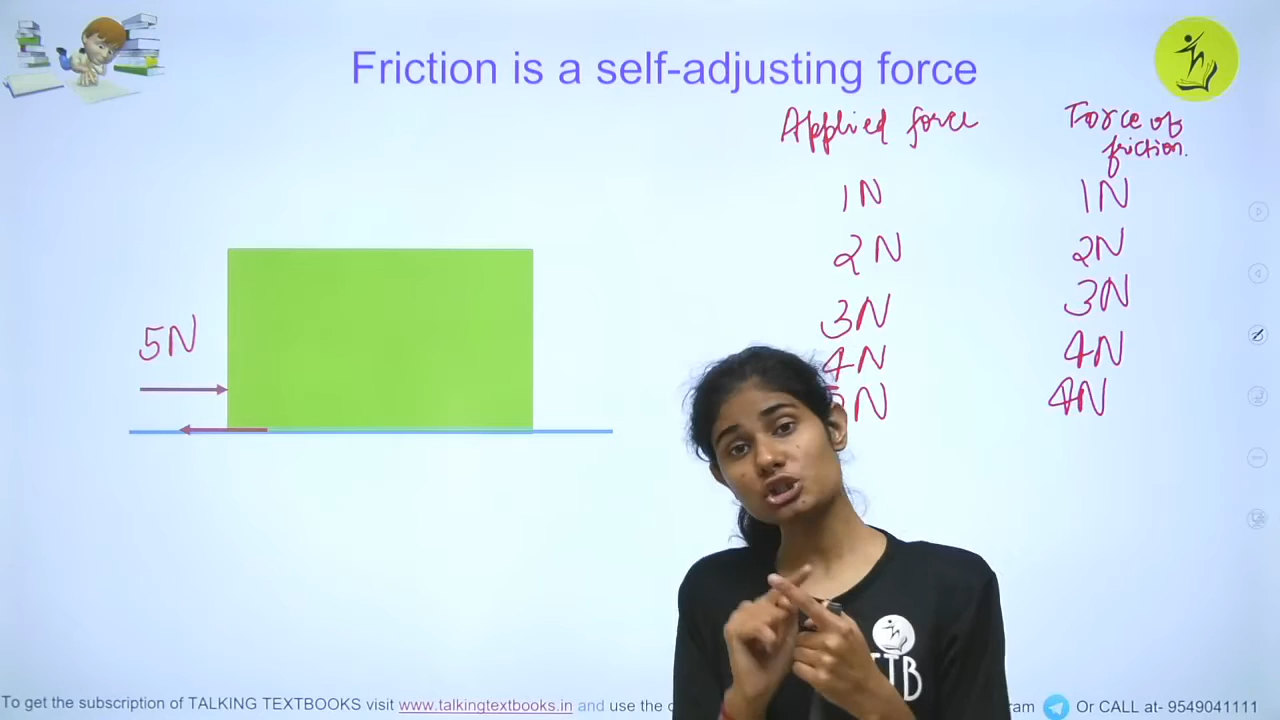 Friction is a self-adjusting force
Applied force
Force of
friction.
1N
1N
2N
2N
3N
3N
5N
4N
4N
N
4N
TB
To get the subscription of TALKING TEXTBOOKS visit www.talkingtextbooks.in and use the
ram Or CALL at- 9549041111